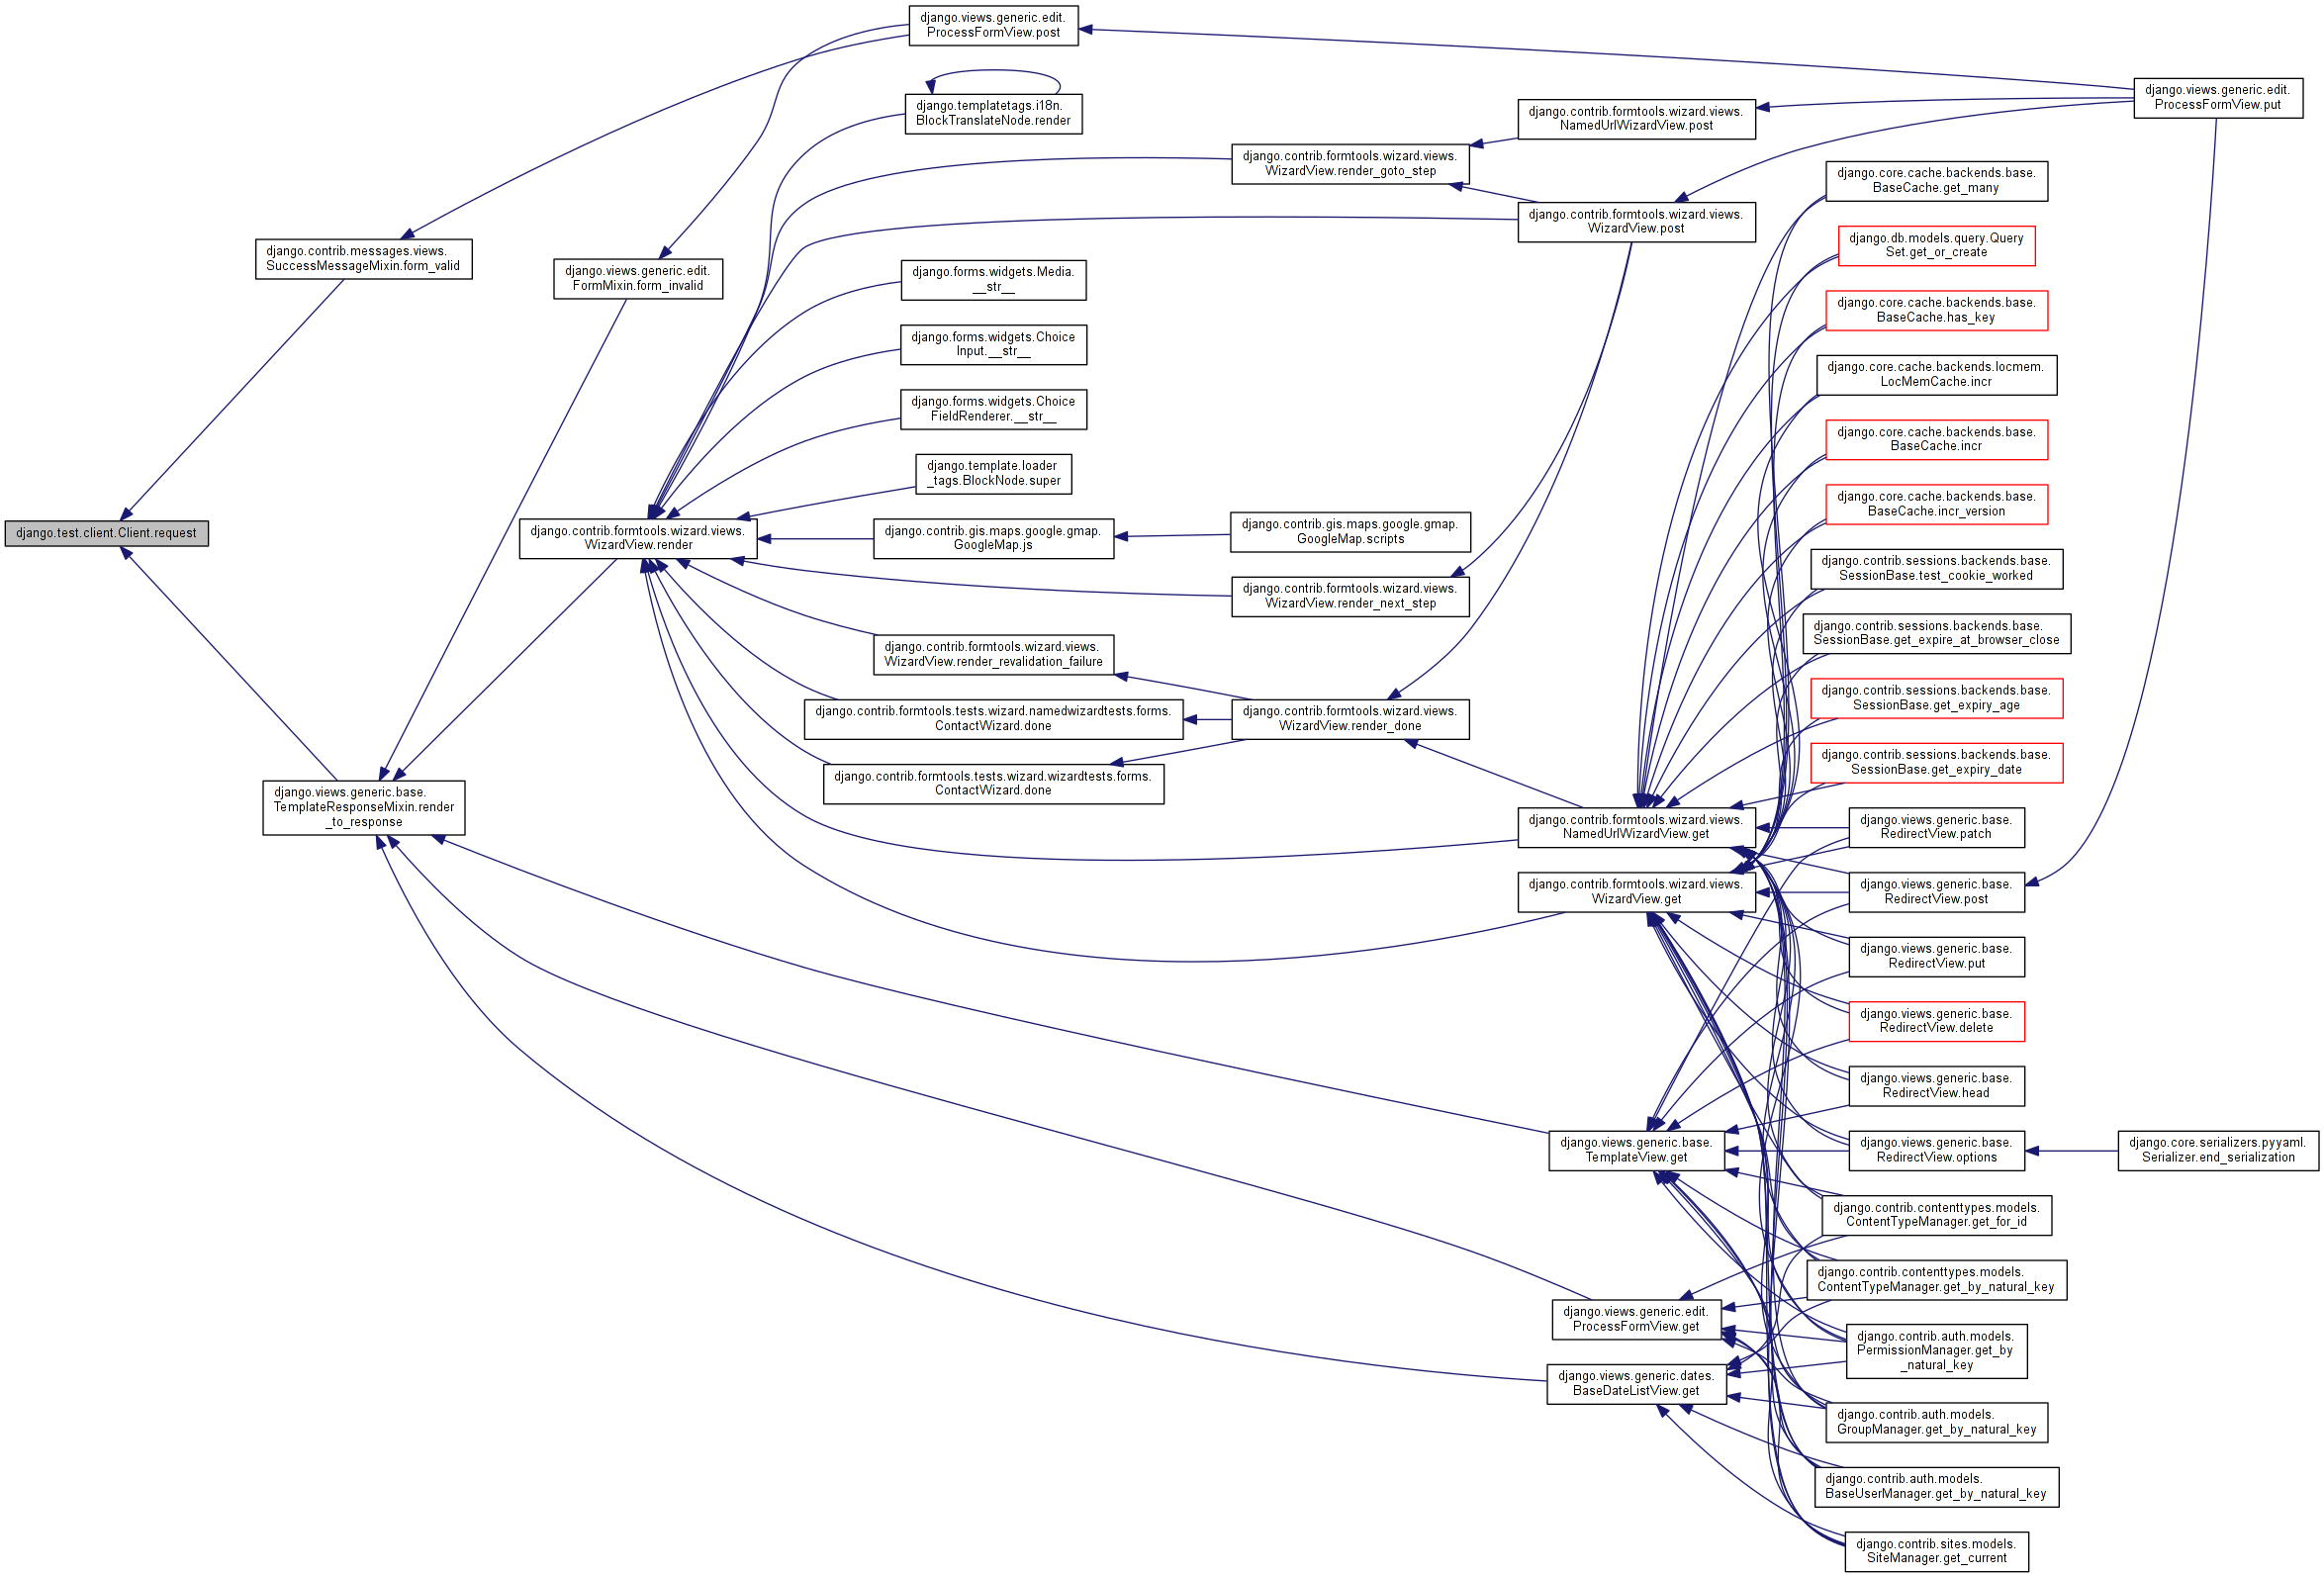 django.test.client.Client.request
django.contrib.messages.views.
SuccessMessageMixin.form_valid
django.views.generic.base.
TemplateResponseMixin.render
_to_response
django.views.generic.edit.
FormMixin.form_invalid
django.contrib.formtools.wizard.views.
WizardView.render
django.views.generic.edit.
ProcessFormView.post
django.templatetags.i18n.
BlockTranslateNode.render
django.forms.widgets.Media.
__str__
django.forms.widgets.Choice
Input.__str__
django.forms.widgets.Choice
FieldRenderer.__str__
django.template.loader
_tags.BlockNode.super
django.contrib.gis.maps.google.gmap.
GoogleMap.js
django.contrib.formtools.wizard.views.
WizardView.render_revalidation_failure
django.contrib.formtools.tests.wizard.namedwizardtests.forms.
ContactWizard.done
django.contrib.formtools.tests.wizard.wizardtests.forms.
ContactWizard.done
django.contrib.formtools.wizard.views.
WizardView.render_goto_step
django.contrib.gis.maps.google.gmap.
GoogleMap.scripts
django.contrib.formtools.wizard.views.
WizardView.render_next_step
django.contrib.formtools.wizard.views.
WizardView.render_done
django.contrib.formtools.wizard.views.
NamedUrlWizardView.post
django.contrib.formtools.wizard.views.
WizardView.post
django.contrib.formtools.wizard.views.
NamedUrlWizardView.get
django.contrib.formtools.wizard.views.
WizardView.get
django.views.generic.base.
TemplateView.get
django.views.generic.edit.
ProcessFormView.get
django.views.generic.dates.
BaseDateListView.get
django.core.cache.backends.base.
BaseCache.get_many
django.db.models.query.Query
Set.get_or_create
django.core.cache.backends.base.
BaseCache.has_key
django.core.cache.backends.locmem.
LocMemCache.incr
django.core.cache.backends.base.
BaseCache.incr
django.core.cache.backends.base.
BaseCache.incr_version
django.contrib.sessions.backends.base.
SessionBase.test_cookie_worked
django.contrib.sessions.backends.base.
SessionBase.get_expire_at_browser_close
django.contrib.sessions.backends.base.
SessionBase.get_expiry_age
django.contrib.sessions.backends.base.
SessionBase.get_expiry_date
django.views.generic.base.
RedirectView.patch
django.views.generic.base.
RedirectView.post
django.views.generic.base.
RedirectView.put
django.views.generic.base.
RedirectView.delete
django.views.generic.base.
RedirectView.head
django.views.generic.base.
RedirectView.options
django.contrib.contenttypes.models.
ContentTypeManager.get_for_id
django.contrib.contenttypes.models.
ContentTypeManager.get_by_natural_key
django.contrib.auth.models.
PermissionManager.get_by
_natural_key
django.contrib.auth.models.
GroupManager.get_by_natural_key
django.contrib.auth.models.
BaseUserManager.get_by_natural_key
django.contrib.sites.models.
SiteManager.get_current
django.views.generic.edit.
ProcessFormView.put
django.core.serializers.pyyaml.
Serializer.end_serialization